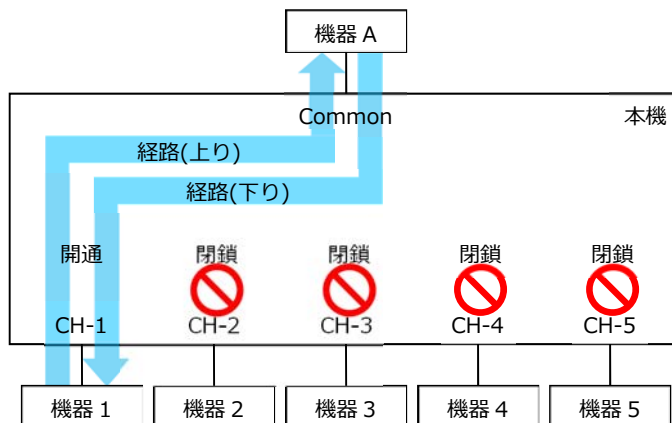 機器 A
Common
本機
経路(上り)
経路(下り)
開通
閉鎖
閉鎖
閉鎖
閉鎖
CH-1
CH-2
CH-3
CH-4
CH-5
機器 1
機器 2
機器 3
機器 4
機器 5